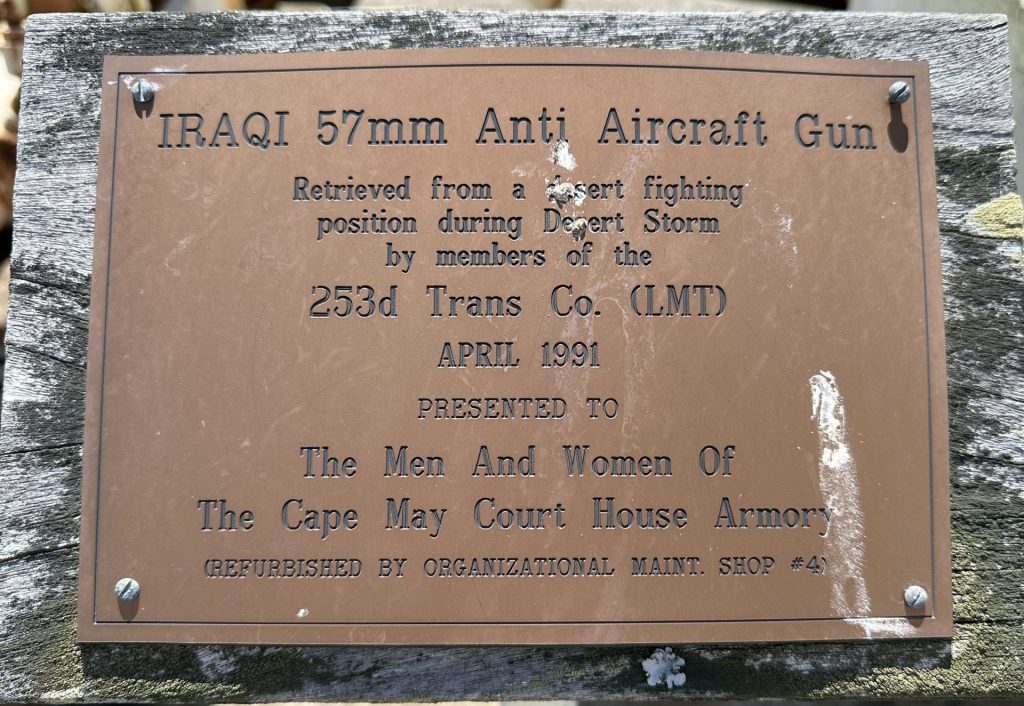 IRAQI 57mm Anti Aircraft Gun
Retrieved from a desert fighting
position during Desert Storm
by members of the
253d Trans Co. (LMT)
APRIL 1991
PRESENTED TO
The Men And Women Of
The Cape May Court House Armory
(REFURBISHED BY ORGANIZATIONAL MAINT. SHOP #4)